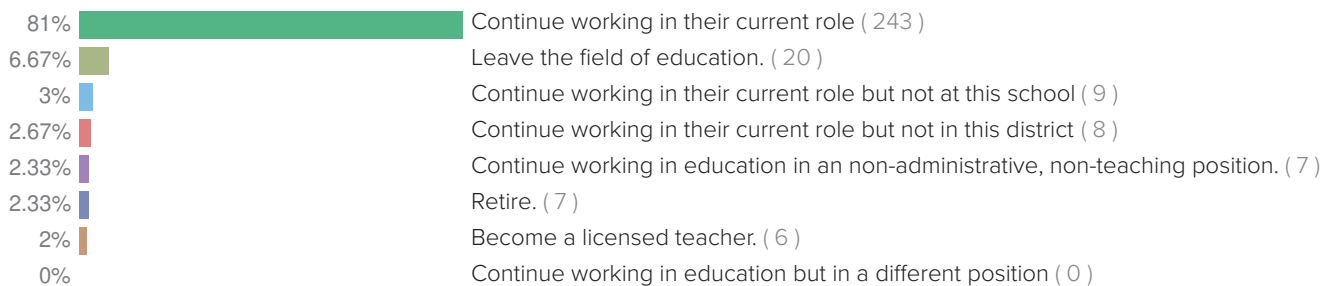 81% Continue working in their current role ( 243 )
6.67% Leave the field of education. ( 20 )
3% Continue working in their current role but not at this school ( 9 )
2.67% Continue working in their current role but not in this district ( 8 )
2.33% Continue working in education in an non-administrative, non-teaching position. ( 7 )
2.33% Retire. ( 7 )
2% Become a licensed teacher. ( 6 )
0% Continue working in education but in a different position ( 0 )